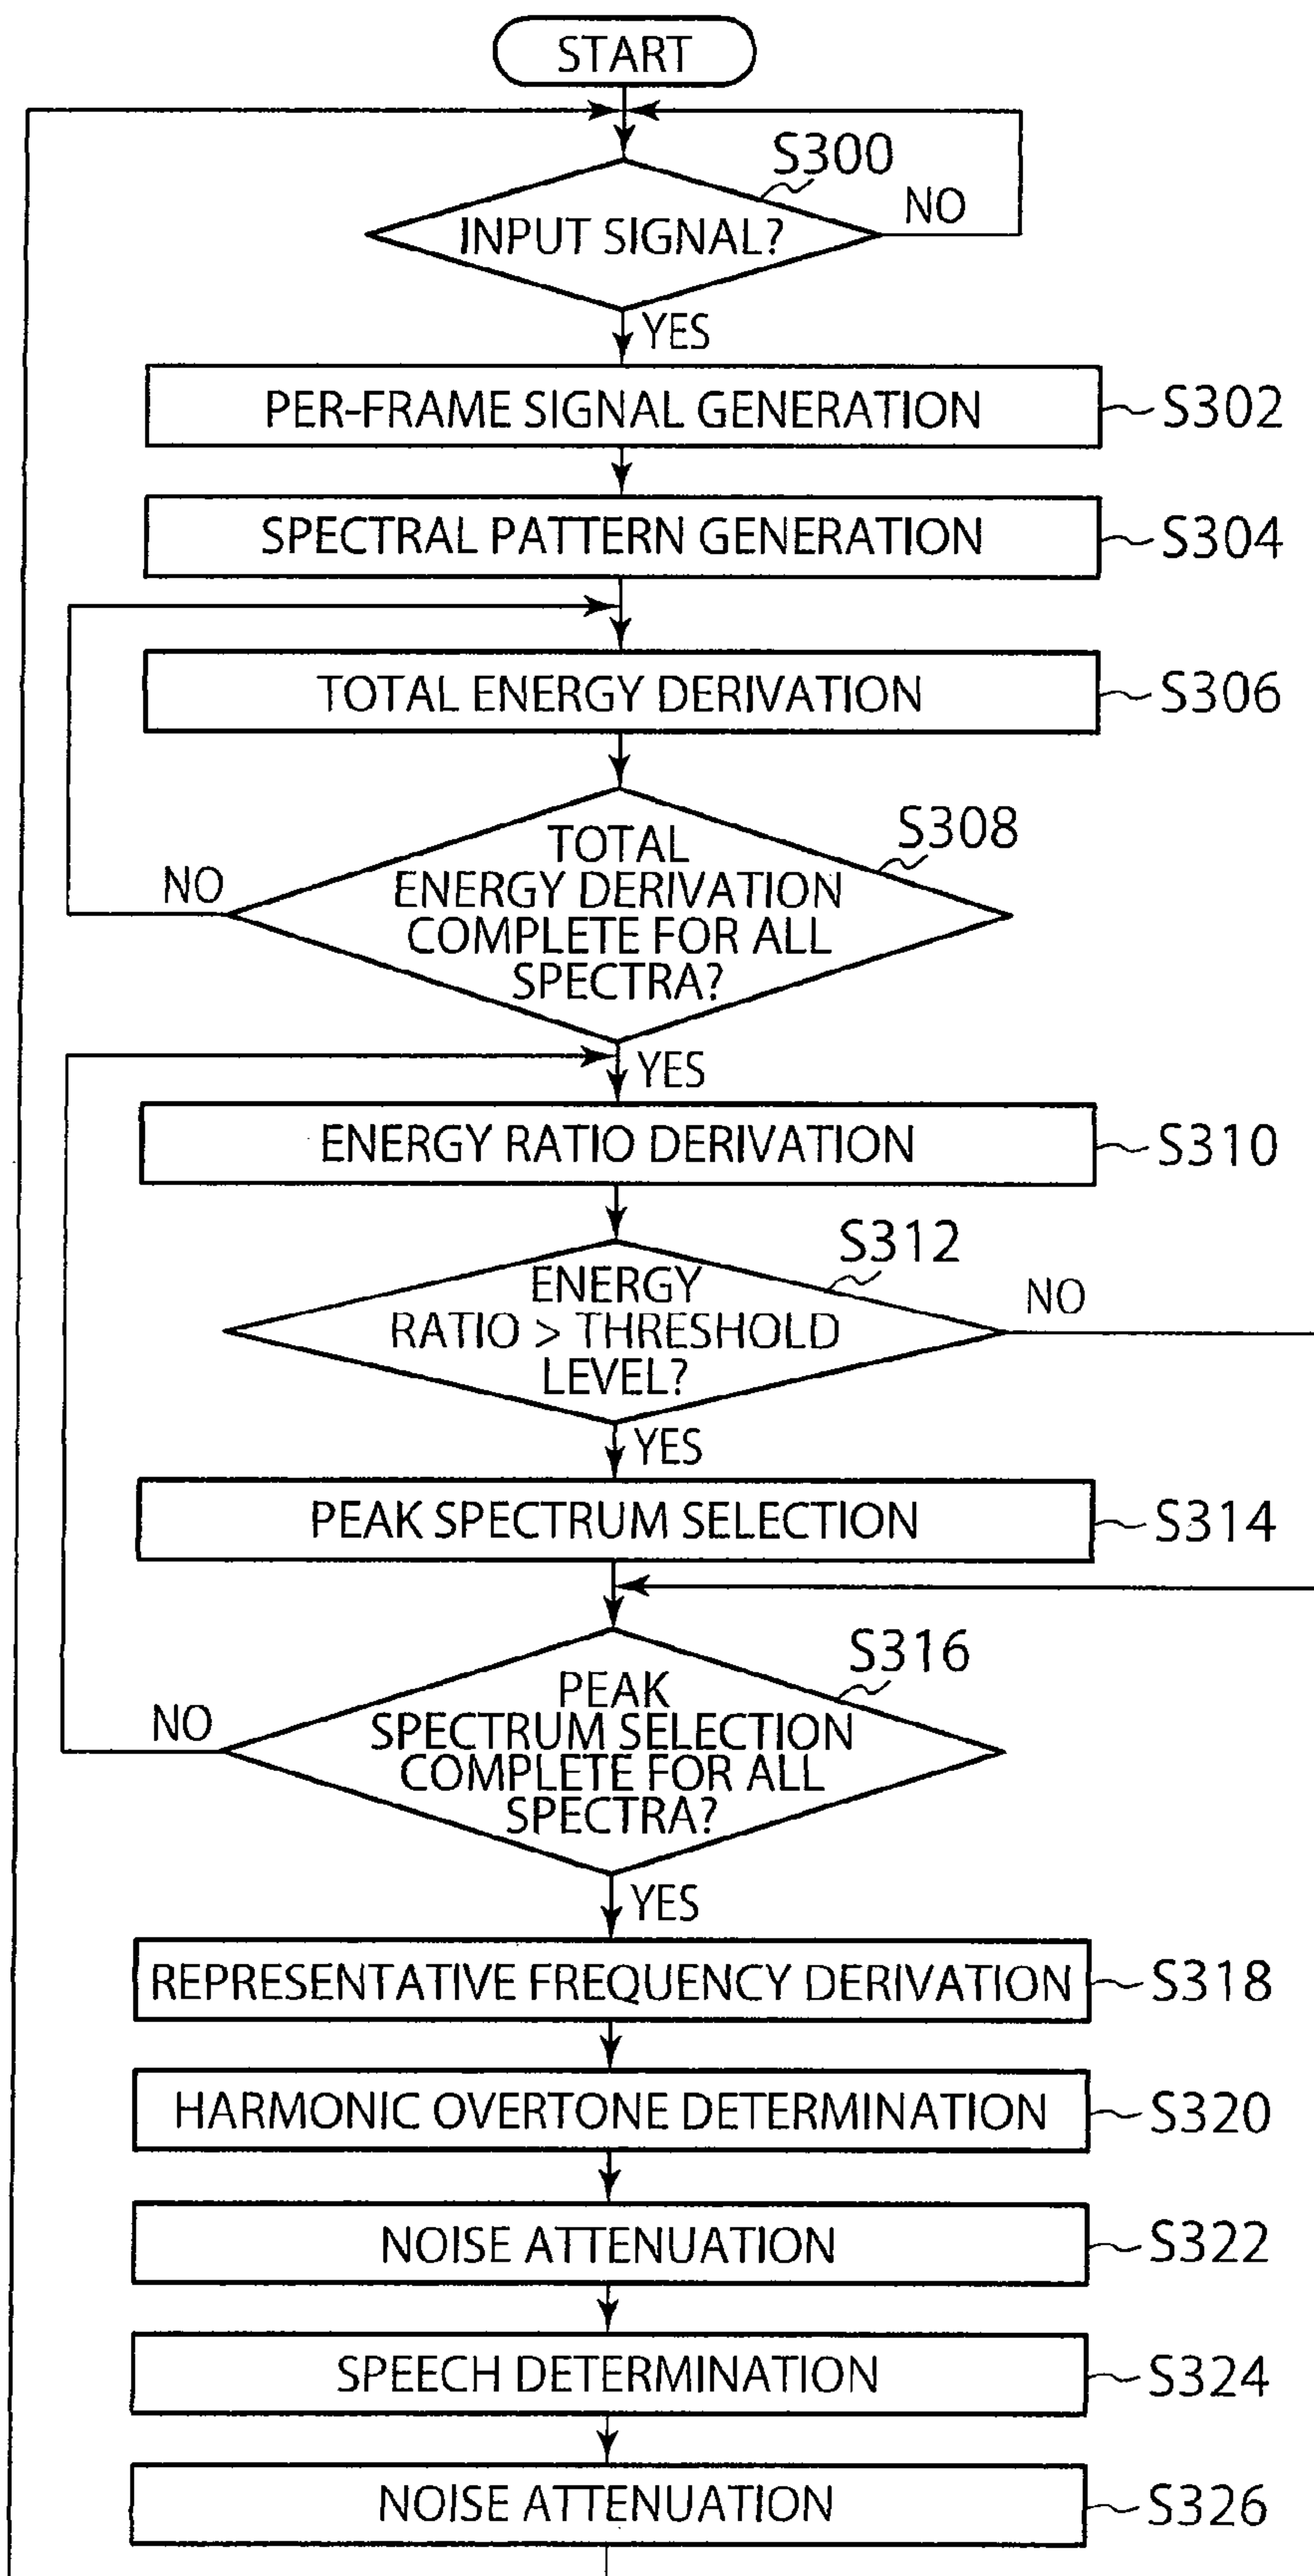 START
S300
INPUT SIGNAL?
NO
YES
PER-FRAME SIGNAL GENERATION
S302
SPECTRAL PATTERN GENERATION
S304
TOTAL ENERGY DERIVATION
S306
S308
TOTAL
ENERGY DERIVATION
COMPLETE FOR ALL
SPECTRA?
NO
YES
ENERGY RATIO DERIVATION
S310
S312
ENERGY
RATIO > THRESHOLD
LEVEL?
NO
YES
PEAK SPECTRUM SELECTION
S314
S316
PEAK
SPECTRUM SELECTION
COMPLETE FOR ALL
SPECTRA?
NO
YES
REPRESENTATIVE FREQUENCY DERIVATION
S318
HARMONIC OVERTONE DETERMINATION
S320
NOISE ATTENUATION
S322
SPEECH DETERMINATION
S324
NOISE ATTENUATION
S326